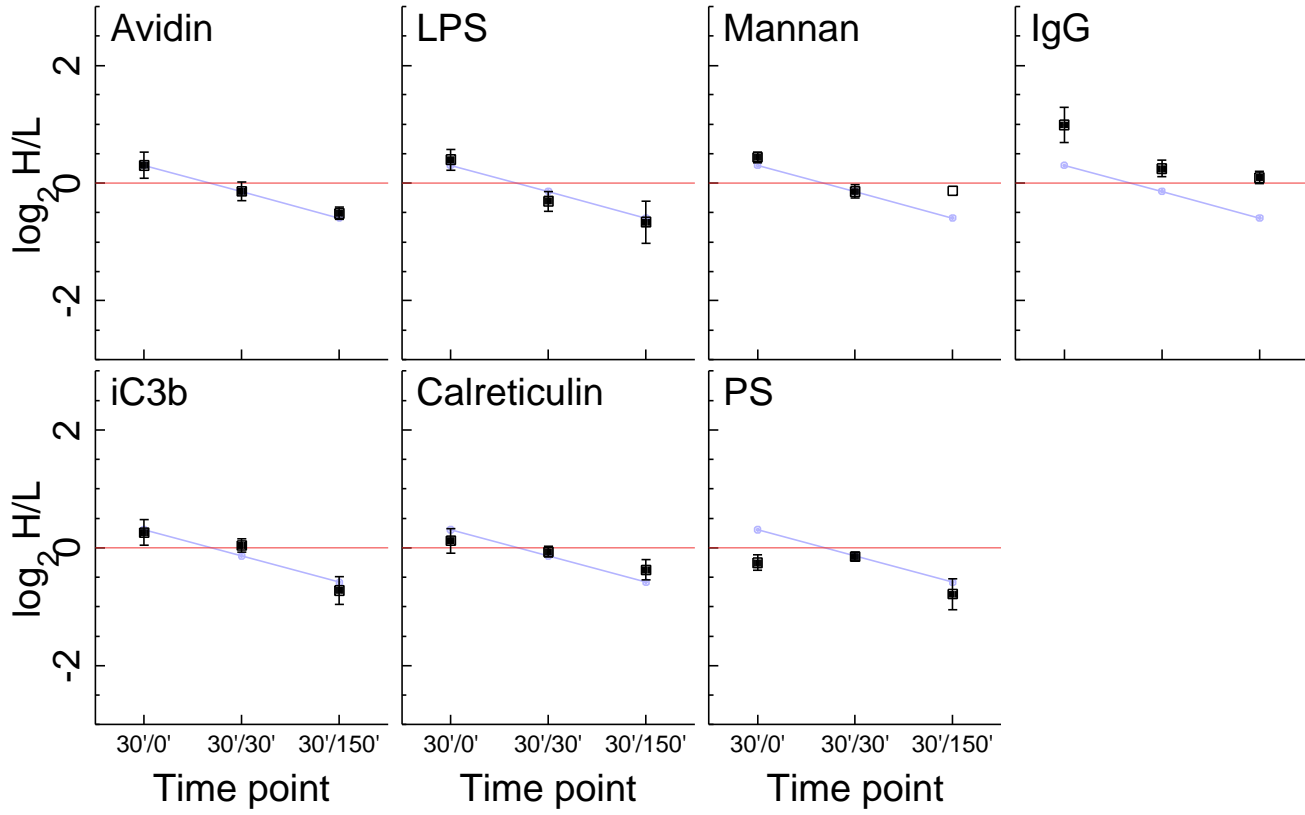 Avidin LPS Mannan IgG
2
0
-2
log₂ H/L
iC3b Calreticulin PS
2
0
-2
log₂ H/L
30'/0' 30'/30' 30'/150' 30'/0' 30'/30' 30'/150' 30'/0' 30'/30' 30'/150'
Time point Time point Time point